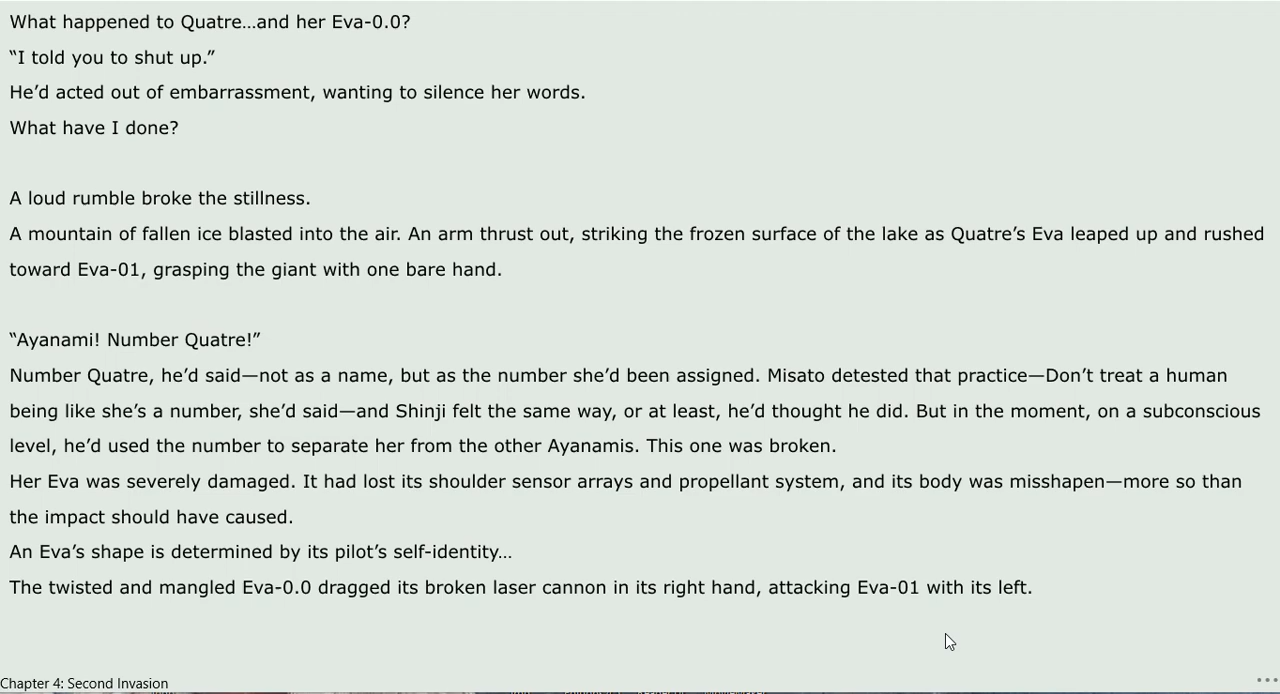 What happened to Quatre…and her Eva-0.0?
“I told you to shut up.”
He’d acted out of embarrassment, wanting to silence her words.
What have I done?
A loud rumble broke the stillness.
A mountain of fallen ice blasted into the air. An arm thrust out, striking the frozen surface of the lake as Quatre’s Eva leaped up and rushed
toward Eva-01, grasping the giant with one bare hand.
“Ayanami! Number Quatre!”
Number Quatre, he’d said—not as a name, but as the number she’d been assigned. Misato detested that practice—Don’t treat a human
being like she’s a number, she’d said—and Shinji felt the same way, or at least, he’d thought he did. But in the moment, on a subconscious
level, he’d used the number to separate her from the other Ayanamis. This one was broken.
Her Eva was severely damaged. It had lost its shoulder sensor arrays and propellant system, and its body was misshapen—more so than
the impact should have caused.
An Eva’s shape is determined by its pilot’s self-identity…
The twisted and mangled Eva-0.0 dragged its broken laser cannon in its right hand, attacking Eva-01 with its left.
Chapter 4: Second Invasion